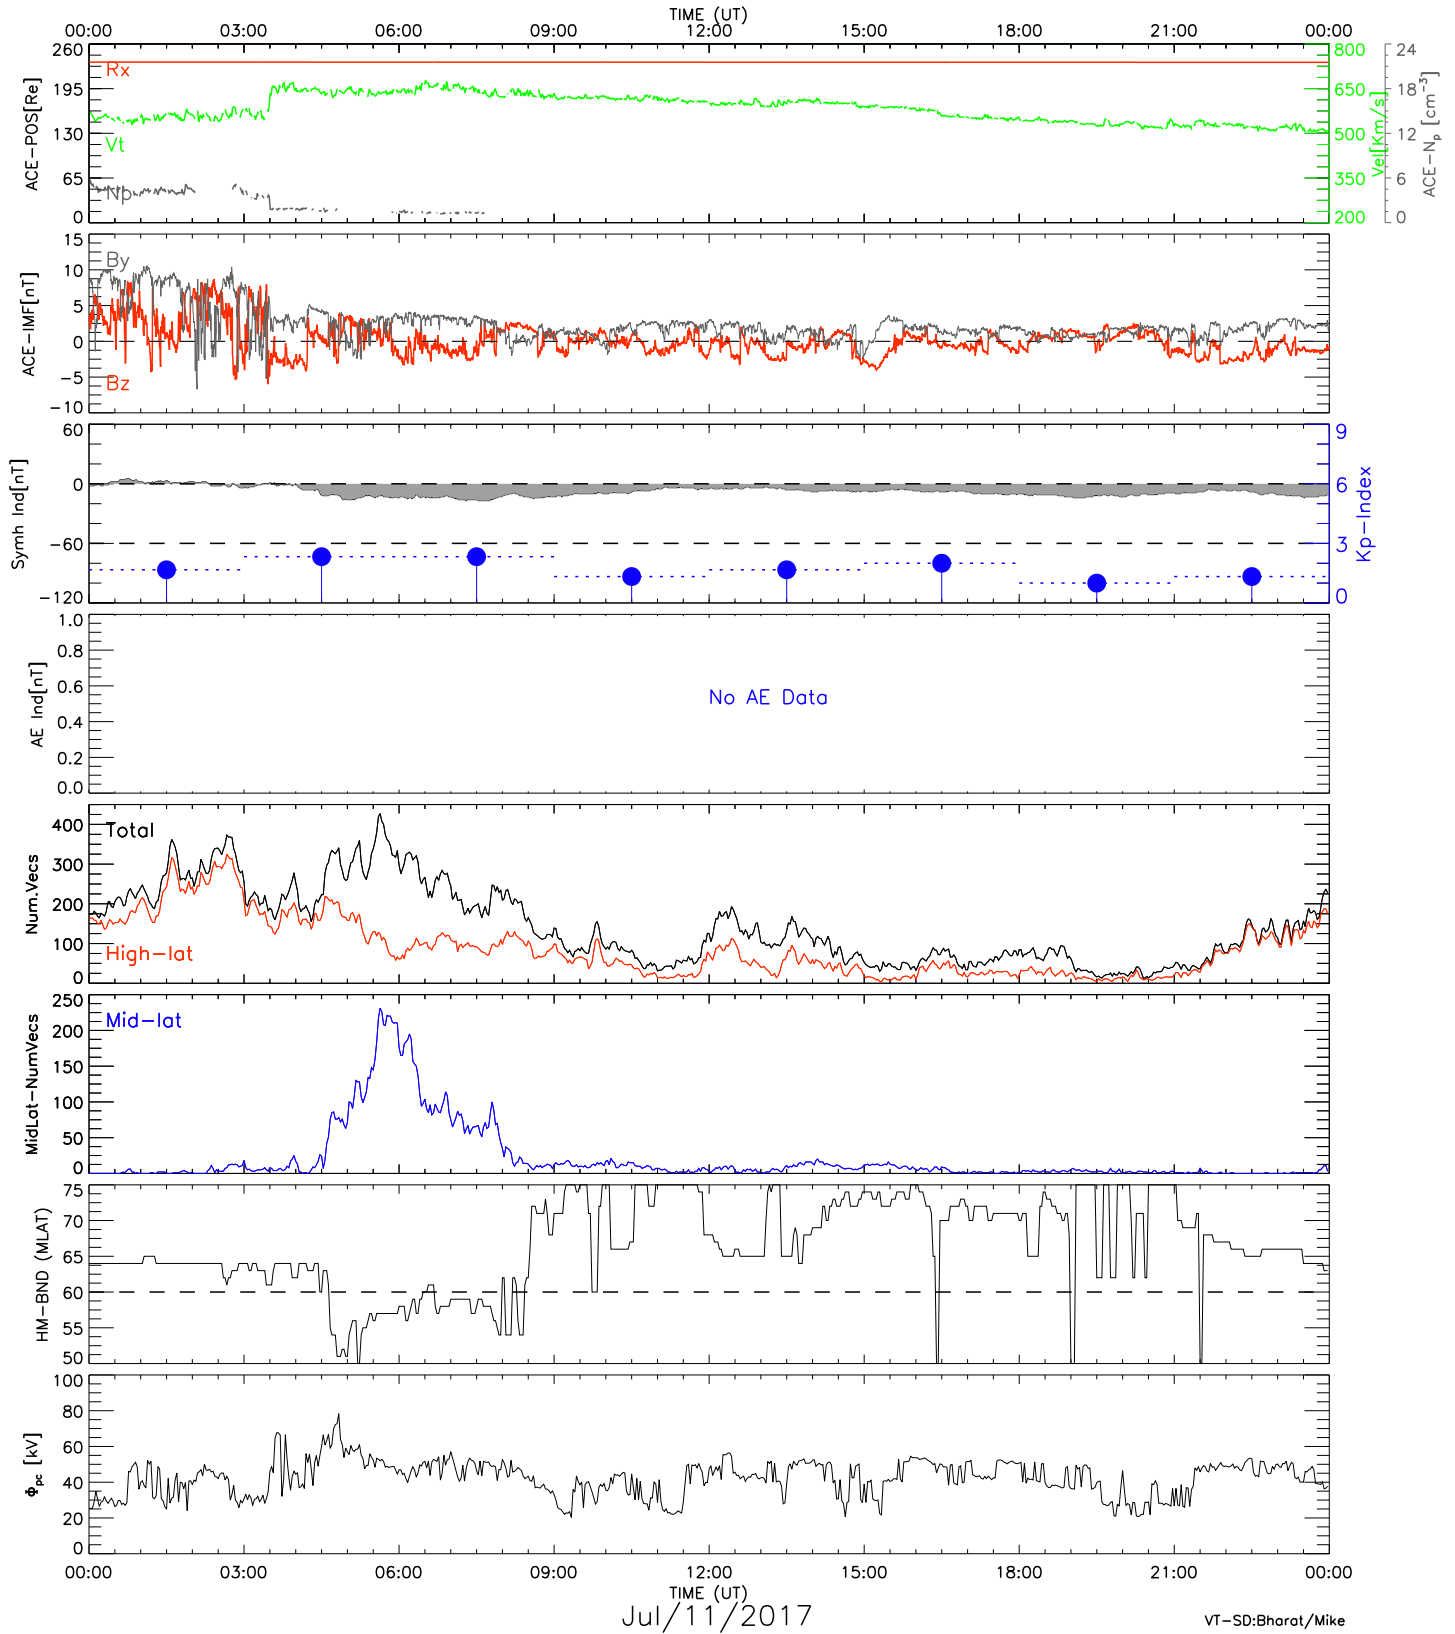 TIME (UT)
00:00 03:00 06:00 09:00 12:00 15:00 18:00 21:00 00:00
260 195 130 65 0
ACE-POS[Re]
Rx
Vt
Np
800 650 500 350 200
Vel[Km/s]
24 18 12 6 0
ACE-Np [cm⁻³]
15 10 5 0 -5 -10
ACE-IMF[nT]
By
Bz
60 0 -60 -120
Symh Ind[nT]
9 6 3 0
Kp-Index
1.0 0.8 0.6 0.4 0.2 0.0
AE Ind[nT]
No AE Data
400 300 200 100 0
Num.Vecs
Total
High-lat
250 200 150 100 50 0
MidLat-NumVecs
Mid-lat
75 70 65 60 55 50
HM-BND (MLAT)
100 80 60 40 20 0
Φpc [kV]
00:00 03:00 06:00 09:00 12:00 15:00 18:00 21:00 00:00
TIME (UT)
Jul/11/2017
VT-SD:Bharat/Mike